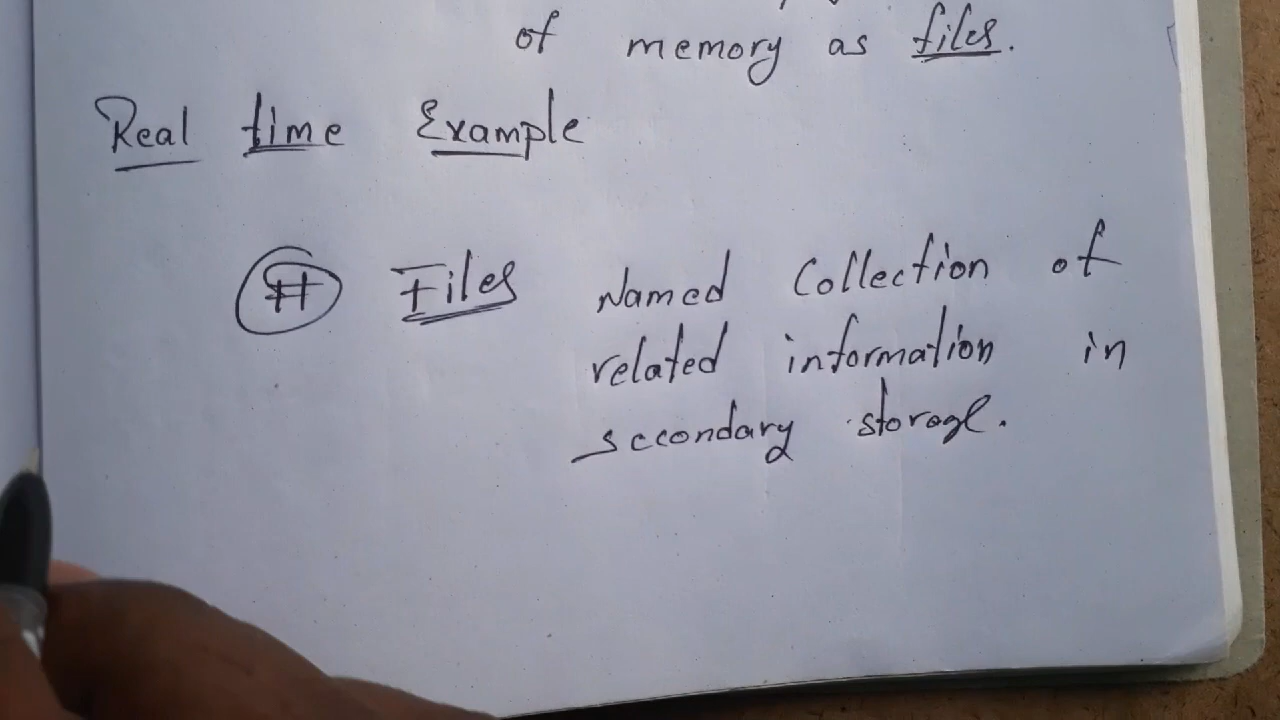 of memory as files.
Real time Example
# Files Named Collection of
related information in
secondary storage.